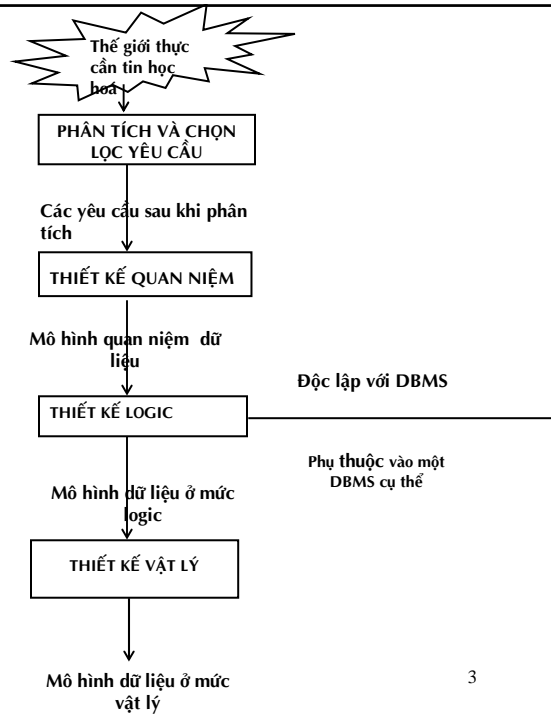 Thế giới thực
cần tin học
hoá
PHÂN TÍCH VÀ CHỌN
LỌC YÊU CẦU
Các yêu cầu sau khi phân
tích
THIẾT KẾ QUAN NIỆM
Mô hình quan niệm dữ
liệu
Độc lập với DBMS
THIẾT KẾ LOGIC
Phụ thuộc vào một
DBMS cụ thể
Mô hình dữ liệu ở mức
logic
THIẾT KẾ VẬT LÝ
Mô hình dữ liệu ở mức
vật lý
3